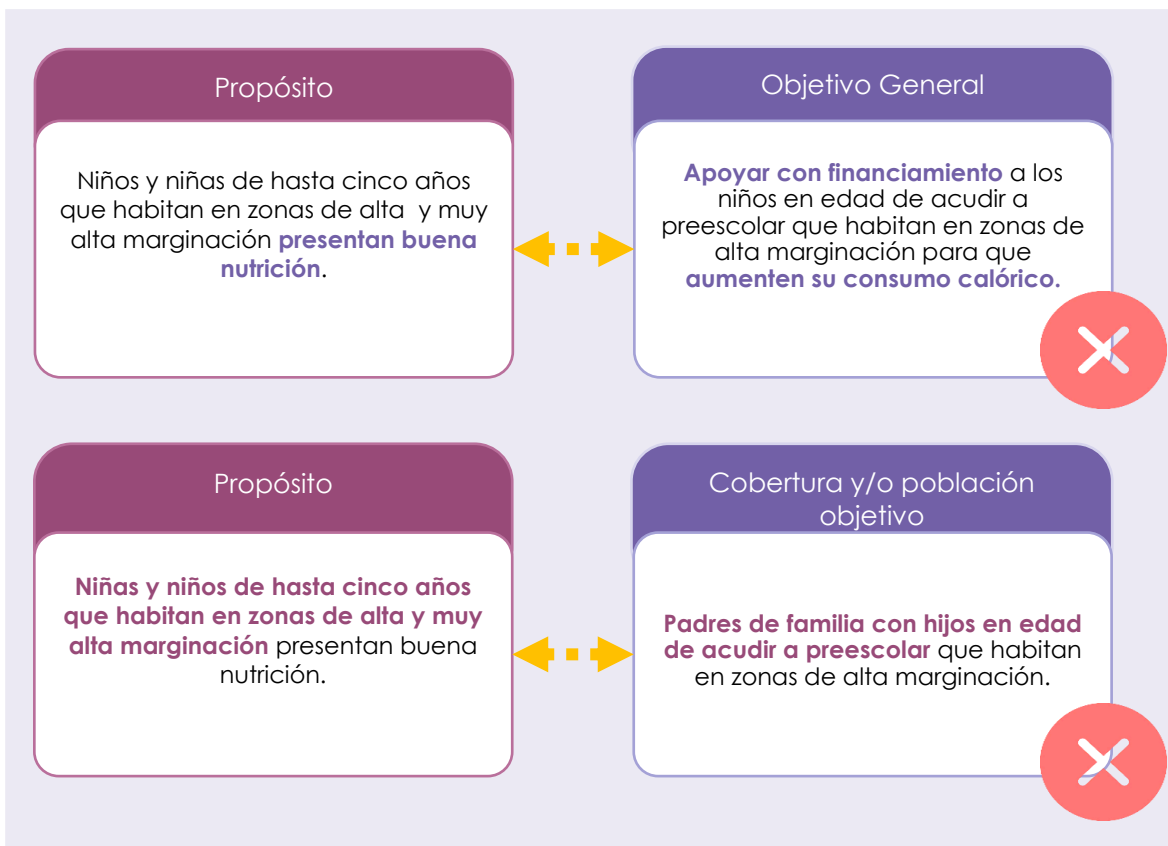 Propósito
Niños y niñas de hasta cinco años
que habitan en zonas de alta y muy
alta marginación presentan buena
nutrición.
Objetivo General
Apoyar con financiamiento a los
niños en edad de acudir a
preescolar que habitan en zonas de
alta marginación para que
aumenten su consumo calórico.
Propósito
Niñas y niños de hasta cinco años
que habitan en zonas de alta y muy
alta marginación presentan buena
nutrición.
Cobertura y/o población
objetivo
Padres de familia con hijos en edad
de acudir a preescolar que habitan
en zonas de alta marginación.